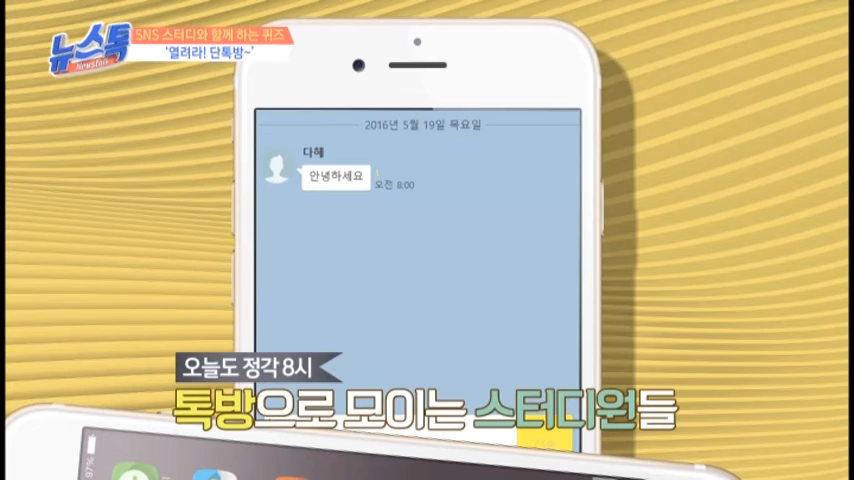 뉴스톡
Newstalk
SNS 스터디와 함께 하는 퀴즈
'열려라! 단톡방~'
2016년 5월 19일 목요일
다혜
안녕하세요
오전 8:00
오늘도 정각 8시
톡방으로 모이는 스터디원들
97%